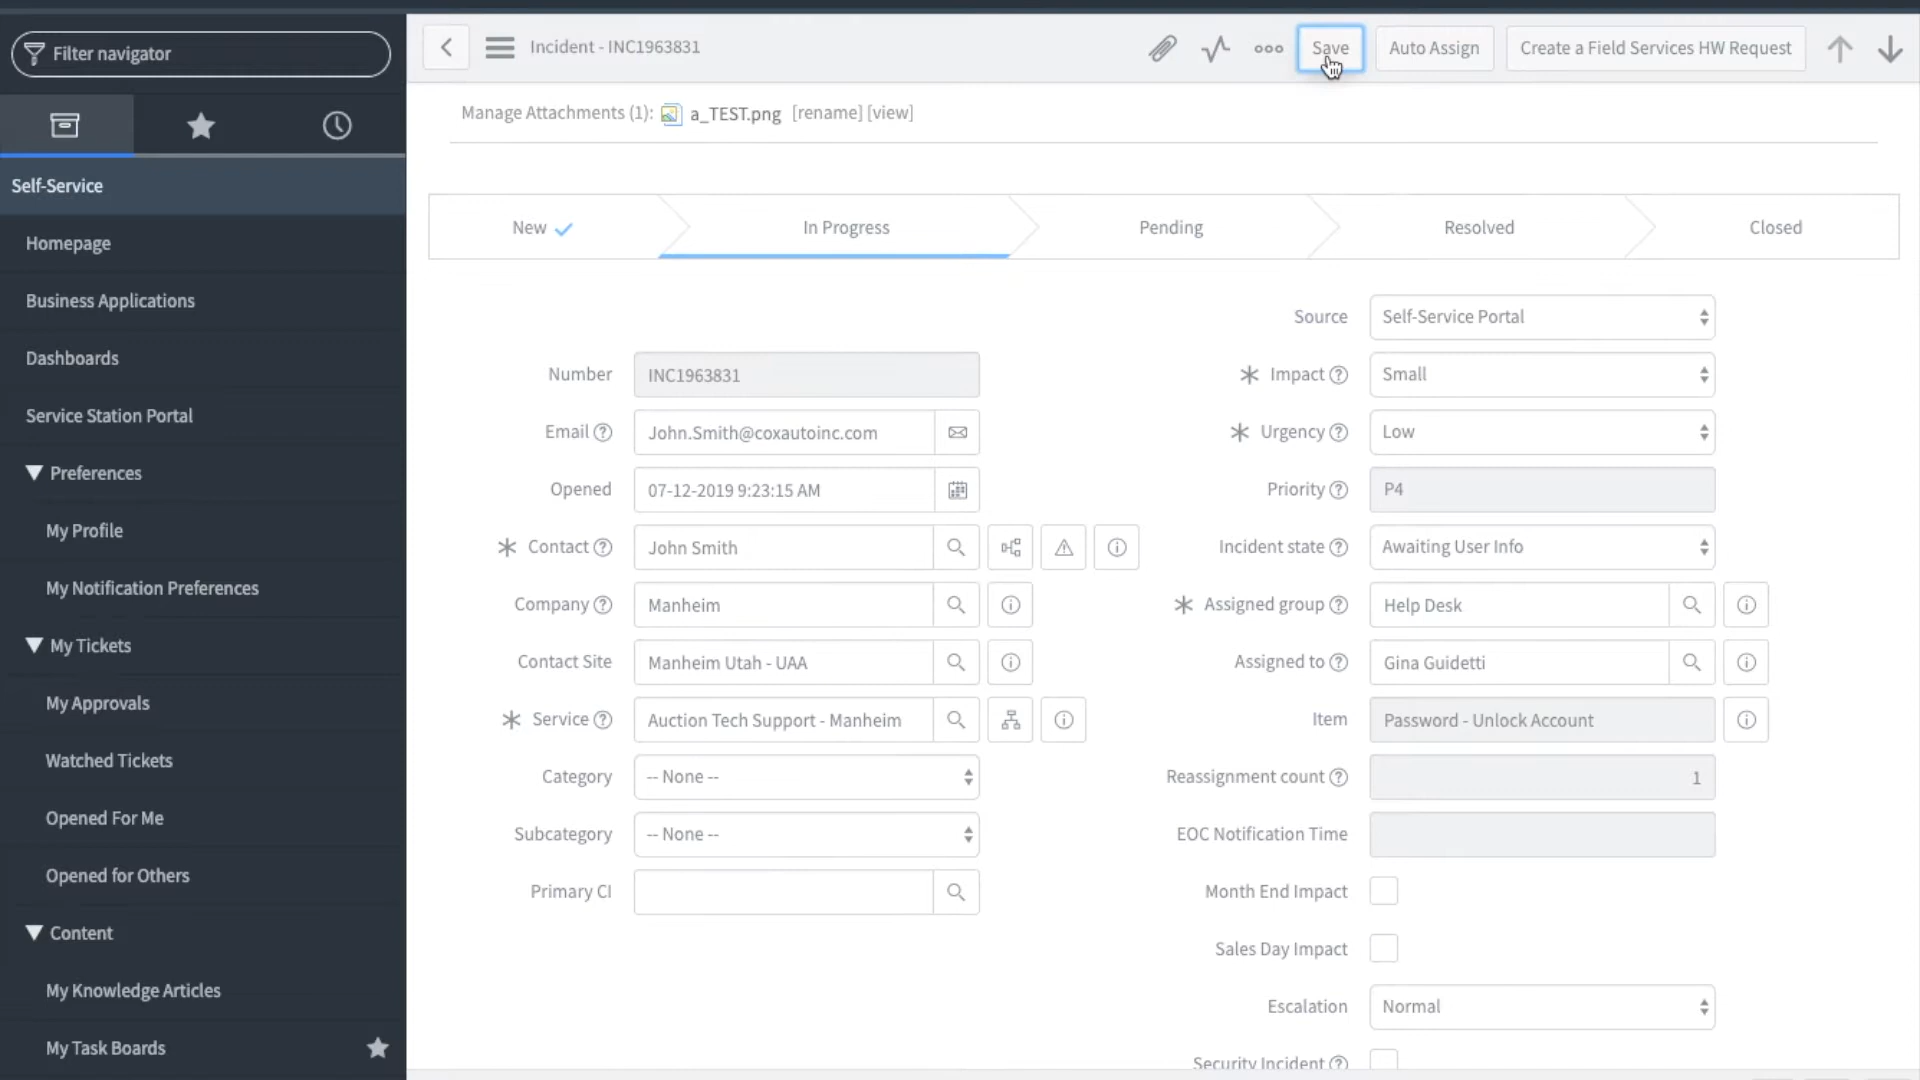 Filter navigator
Self-Service
Homepage
Business Applications
Dashboards
Service Station Portal
Preferences
My Profile
My Notification Preferences
My Tickets
My Approvals
Watched Tickets
Opened For Me
Opened for Others
Content
My Knowledge Articles
My Task Boards
Incident - INC1963831
Save
Auto Assign
Create a Field Services HW Request
Manage Attachments (1): a_TEST.png [rename] [view]
New
In Progress
Pending
Resolved
Closed
Number INC1963831
Email John.Smith@coxautoinc.com
Opened 07-12-2019 9:23:15 AM
Contact John Smith
Company Manheim
Contact Site Manheim Utah - UAA
Service Auction Tech Support - Manheim
Category -- None --
Subcategory -- None --
Primary CI
Source Self-Service Portal
Impact Small
Urgency Low
Priority P4
Incident state Awaiting User Info
Assigned group Help Desk
Assigned to Gina Guidetti
Item Password - Unlock Account
Reassignment count 1
EOC Notification Time
Month End Impact
Sales Day Impact
Escalation Normal
Security Incident